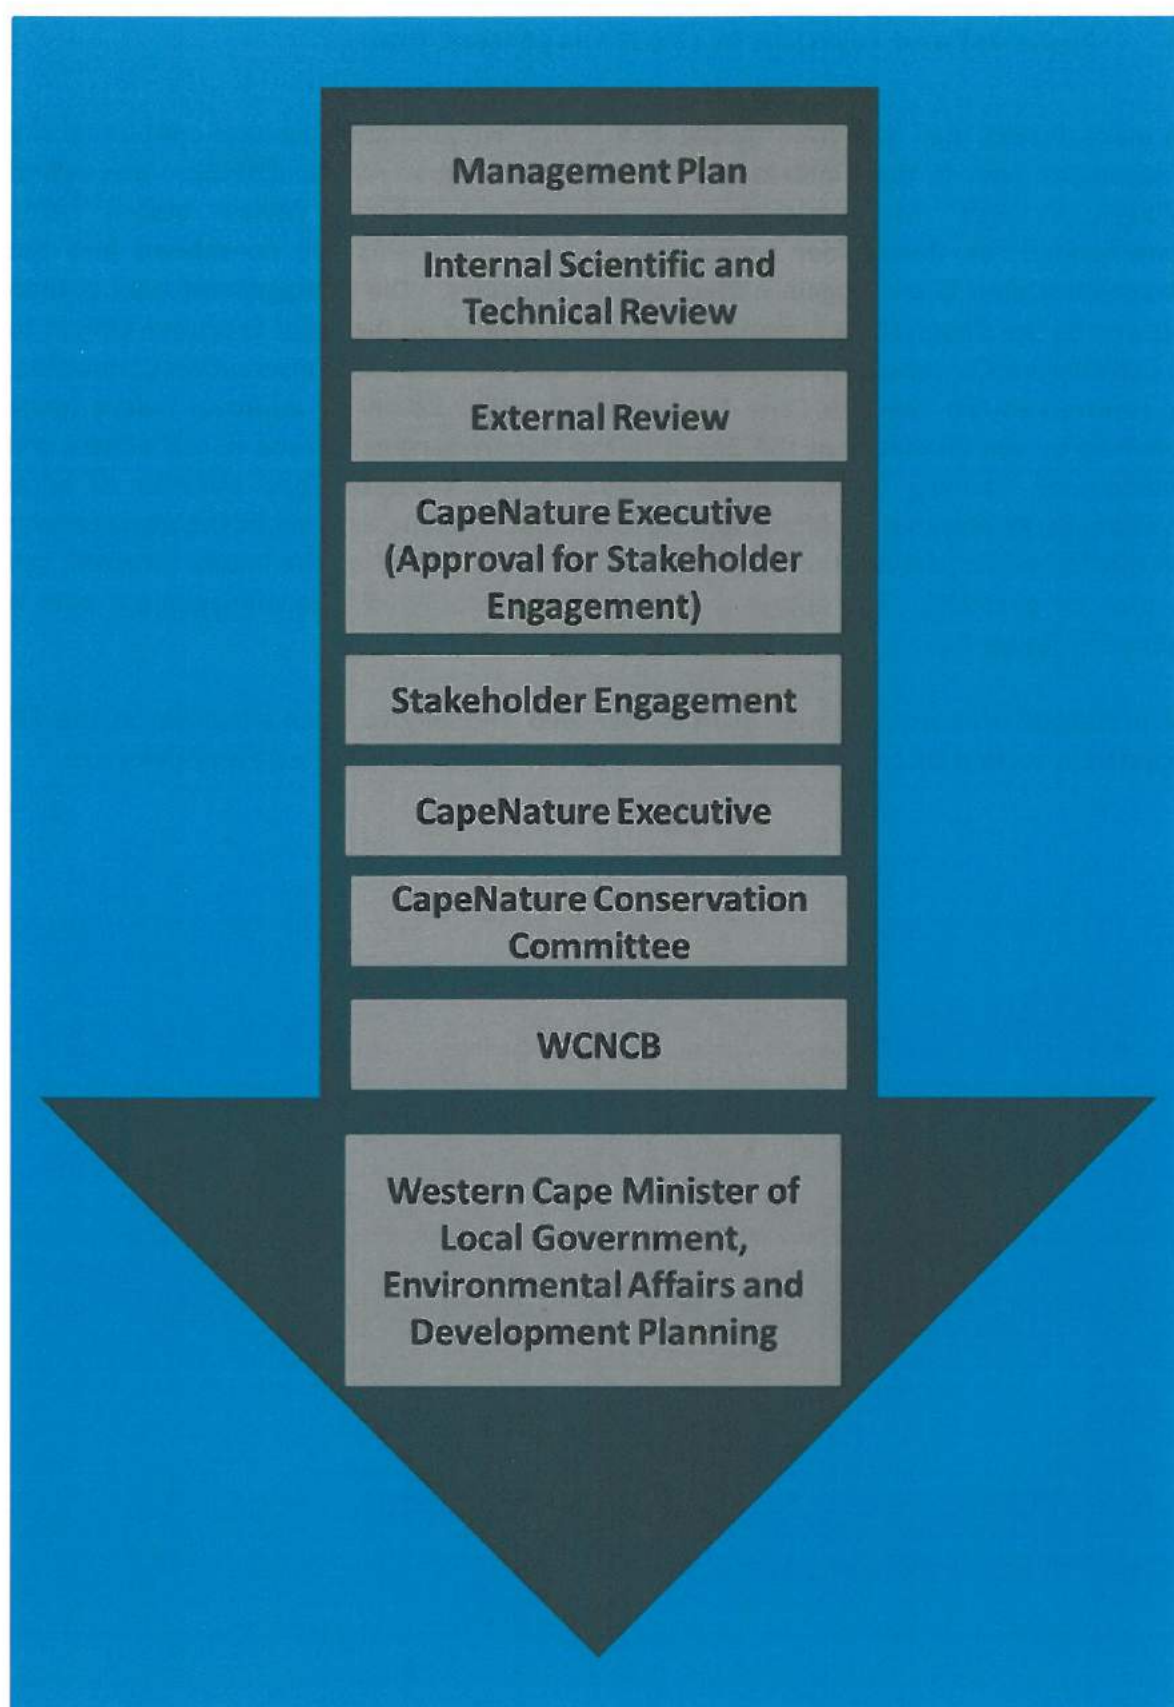 Management Plan
Internal Scientific and
Technical Review
External Review
CapeNature Executive
(Approval for Stakeholder
Engagement)
Stakeholder Engagement
CapeNature Executive
CapeNature Conservation
Committee
WCNCB
Western Cape Minister of
Local Government,
Environmental Affairs and
Development Planning